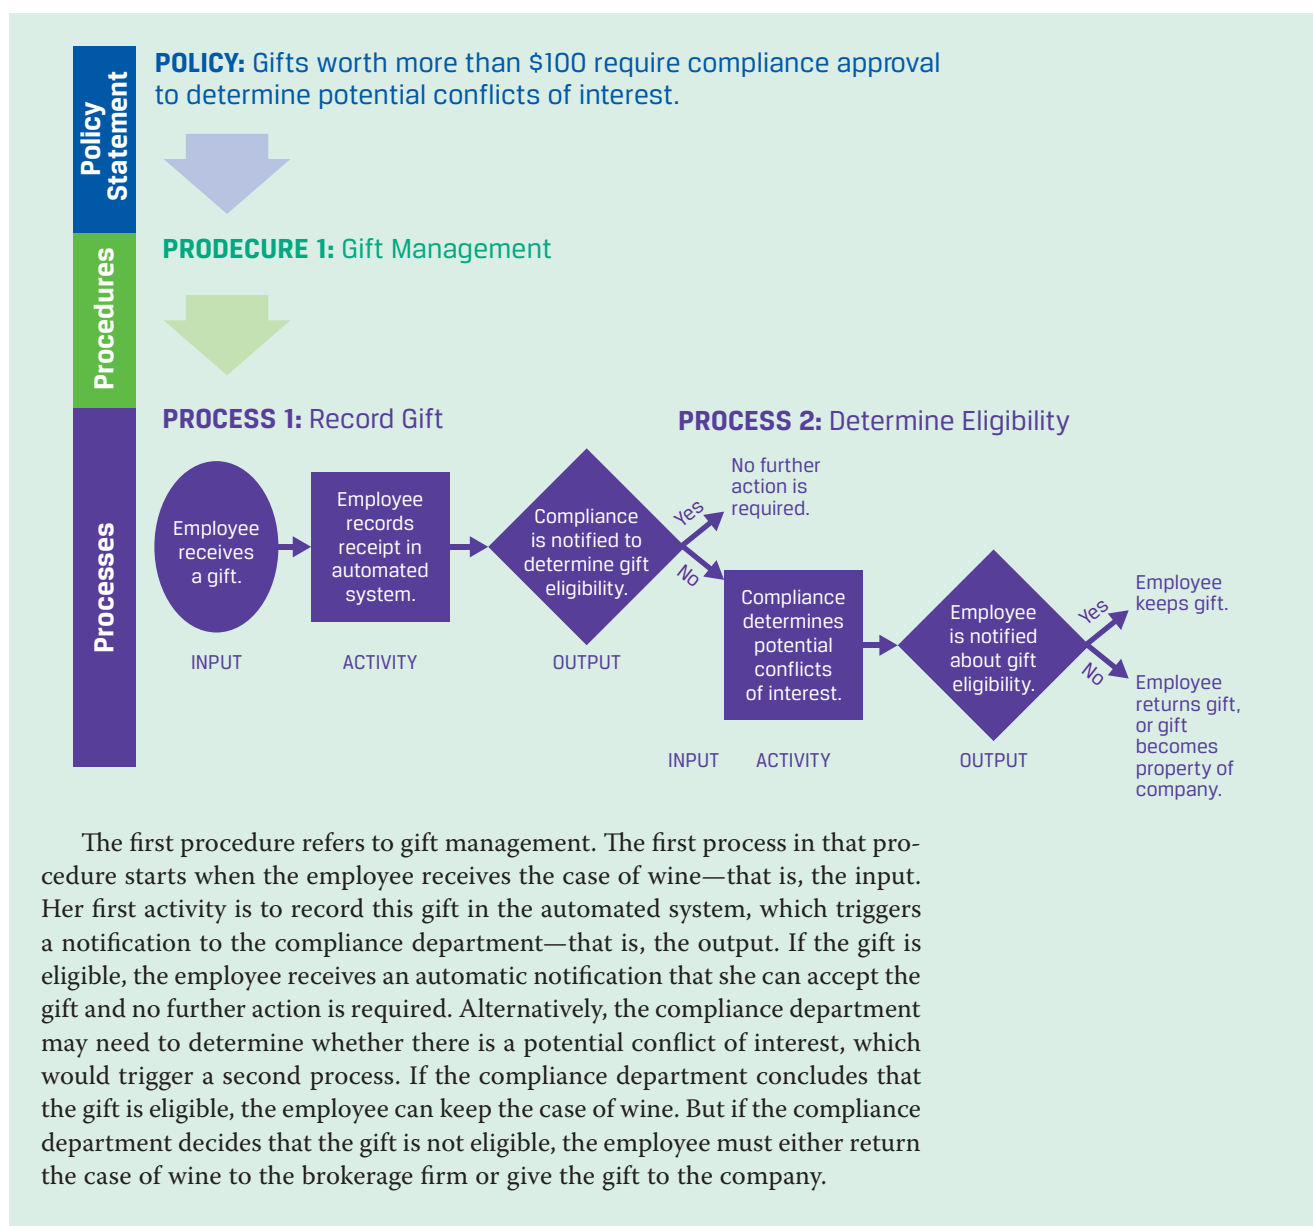 Policy
Statement
POLICY: Gifts worth more than $100 require compliance approval
to determine potential conflicts of interest.
Procedures
PRODECURE 1: Gift Management
Processes
PROCESS 1: Record Gift
Employee
receives
a gift.
INPUT
Employee
records
receipt in
automated
system.
ACTIVITY
Compliance
is notified to
determine gift
eligibility.
OUTPUT
Yes
No further
action is
required.
No
PROCESS 2: Determine Eligibility
INPUT
Compliance
determines
potential
conflicts
of interest.
ACTIVITY
Employee
is notified
about gift
eligibility.
OUTPUT
Yes
Employee
keeps gift.
No
Employee
returns gift,
or gift
becomes
property of
company.
The first procedure refers to gift management. The first process in that pro-
cedure starts when the employee receives the case of wine—that is, the input.
Her first activity is to record this gift in the automated system, which triggers
a notification to the compliance department—that is, the output. If the gift is
eligible, the employee receives an automatic notification that she can accept the
gift and no further action is required. Alternatively, the compliance department
may need to determine whether there is a potential conflict of interest, which
would trigger a second process. If the compliance department concludes that
the gift is eligible, the employee can keep the case of wine. But if the compliance
department decides that the gift is not eligible, the employee must either return
the case of wine to the brokerage firm or give the gift to the company.